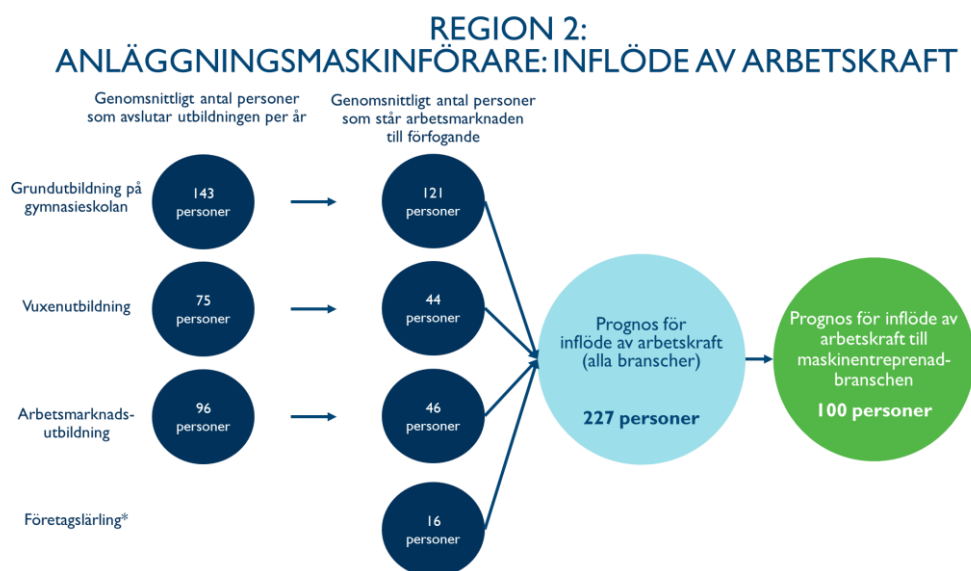 REGION 2:
ANLÄGGNINGSMASKINFÖRARE: INFLÖDE AV ARBETSKRAFT
Genomsnittligt antal personer
som avslutar utbildningen per år
Genomsnittligt antal personer
som står arbetsmarknaden
till förfogande
Grundutbildning på
gymnasieskolan
143
personer
121
personer
Vuxenutbildning
75
personer
44
personer
Arbetsmarknads-
utbildning
96
personer
46
personer
Företagslärling*
16
personer
Prognos för
inflöde av arbetskraft
(alla branscher)
227 personer
Prognos för inflöde av
arbetskraft till
maskinentreprenad-
branschen
100 personer